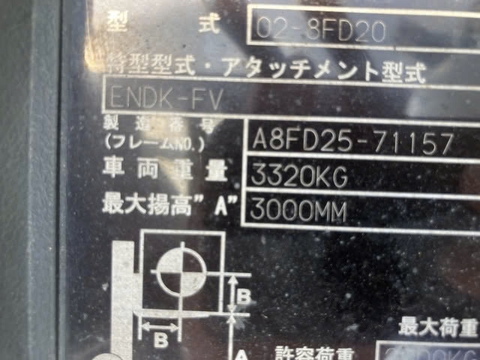 型式 02-8FD20
特型型式・アタッチメント型式
ENDK-FV
製造番号
(フレームNO.) A8FD25-71157
車両重量 3320KG
最大揚高"A" 3000MM
B
B
A
最大荷重
許容荷重